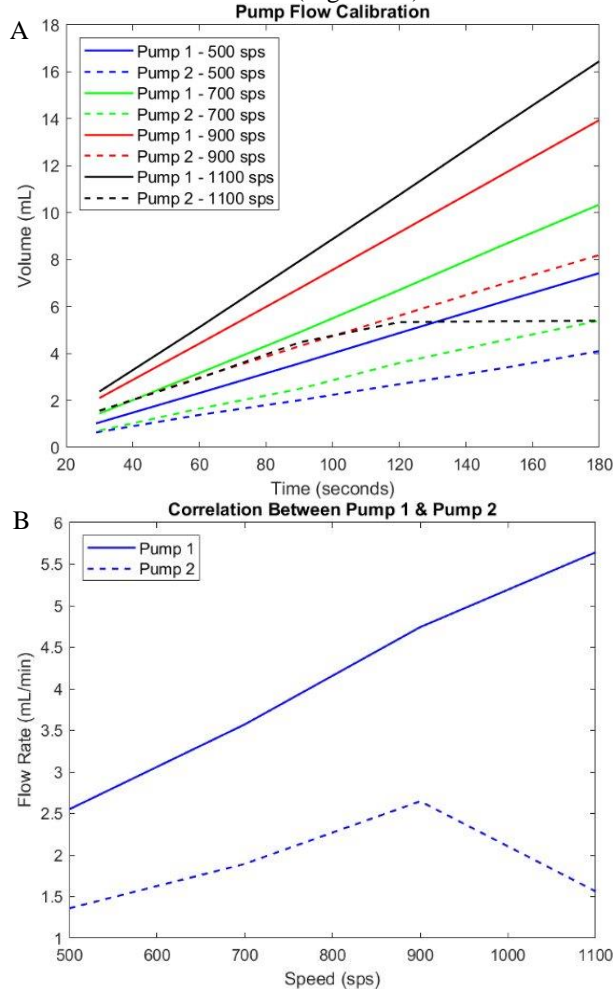 Pump Flow Calibration
A
18
16
14
12
10
8
6
4
2
0
Volume (mL)
Pump 1 - 500 sps
Pump 2 - 500 sps
Pump 1 - 700 sps
Pump 2 - 700 sps
Pump 1 - 900 sps
Pump 2 - 900 sps
Pump 1 - 1100 sps
Pump 2 - 1100 sps
20 40 60 80 100 120 140 160 180
Time (seconds)
Correlation Between Pump 1 & Pump 2
B
6
5.5
5
4.5
4
3.5
3
2.5
2
1.5
1
Flow Rate (mL/min)
Pump 1
Pump 2
500 600 700 800 900 1000 1100
Speed (sps)